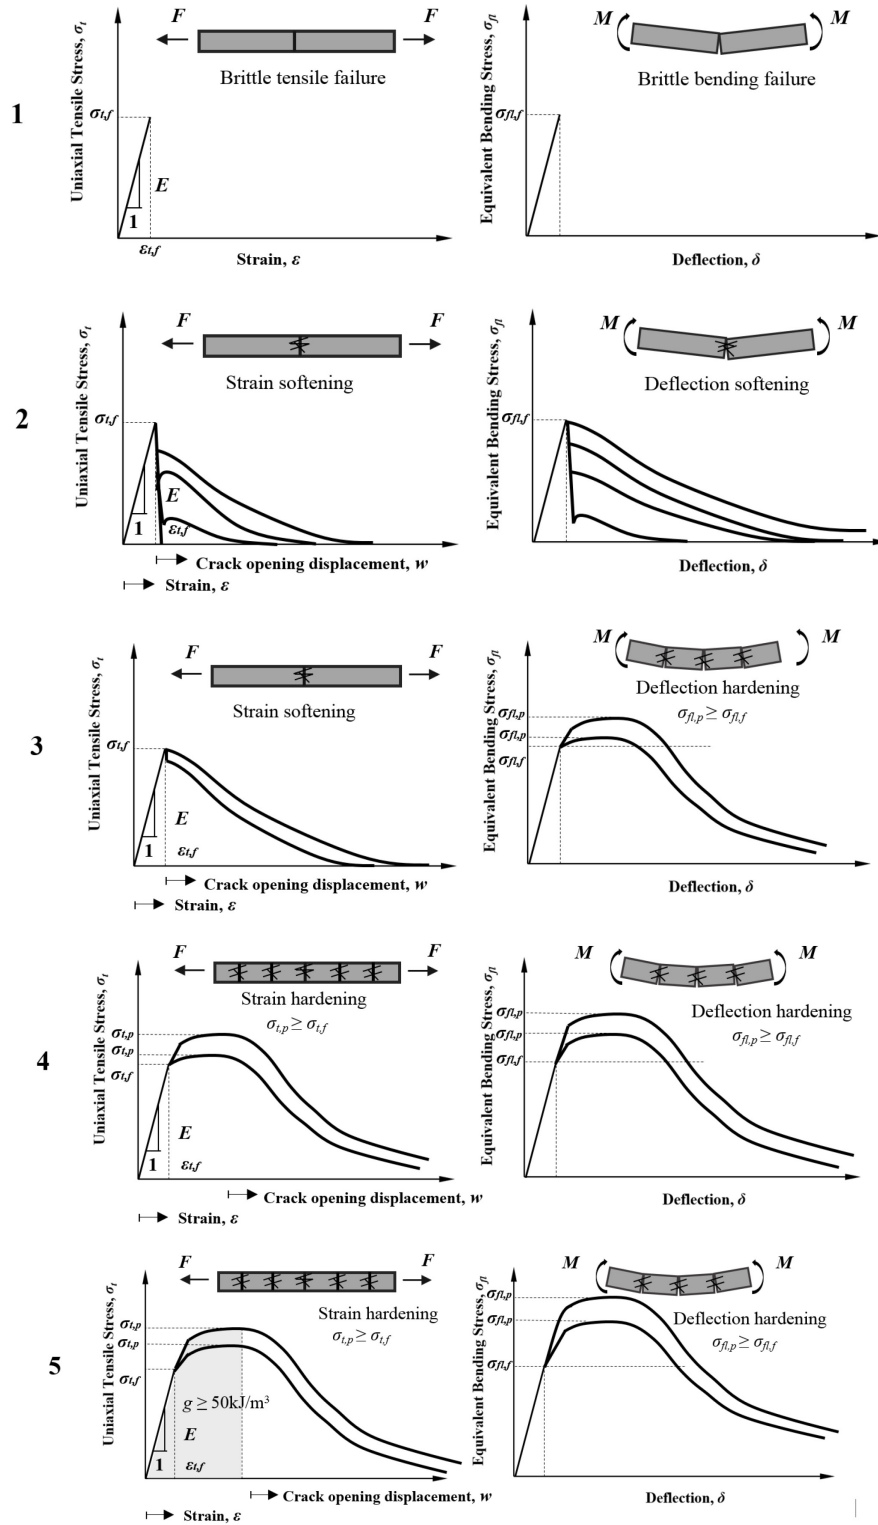 1
F
F
Brittle tensile failure
Uniaxial Tensile Stress, σt
σt,f
E
1
εt,f
Strain, ε
M
M
Brittle bending failure
Equivalent Bending Stress, σfl
σfl,f
Deflection, δ
2
F
F
Strain softening
Uniaxial Tensile Stress, σt
σt,f
E
1
εt,f
Crack opening displacement, w
Strain, ε
M
M
Deflection softening
Equivalent Bending Stress, σfl
σfl,f
Deflection, δ
3
F
F
Strain softening
Uniaxial Tensile Stress, σt
σt,f
E
1
εt,f
Crack opening displacement, w
Strain, ε
M
M
Deflection hardening
σfl,p ≥ σfl,f
Equivalent Bending Stress, σfl
σfl,p
σfl,p
σfl,f
Deflection, δ
4
F
F
Strain hardening
σt,p ≥ σt,f
Uniaxial Tensile Stress, σt
σt,p
σt,p
σt,f
E
1
εt,f
Crack opening displacement, w
Strain, ε
M
M
Deflection hardening
σfl,p ≥ σfl,f
Equivalent Bending Stress, σfl
σfl,p
σfl,p
σfl,f
Deflection, δ
5
F
F
Strain hardening
σt,p ≥ σt,f
Uniaxial Tensile Stress, σt
σt,p
σt,p
σt,f
g ≥ 50kJ/m³
E
1
εt,f
Crack opening displacement, w
Strain, ε
M
M
Deflection hardening
σfl,p ≥ σfl,f
Equivalent Bending Stress, σfl
σfl,p
σfl,p
σfl,f
Deflection, δ